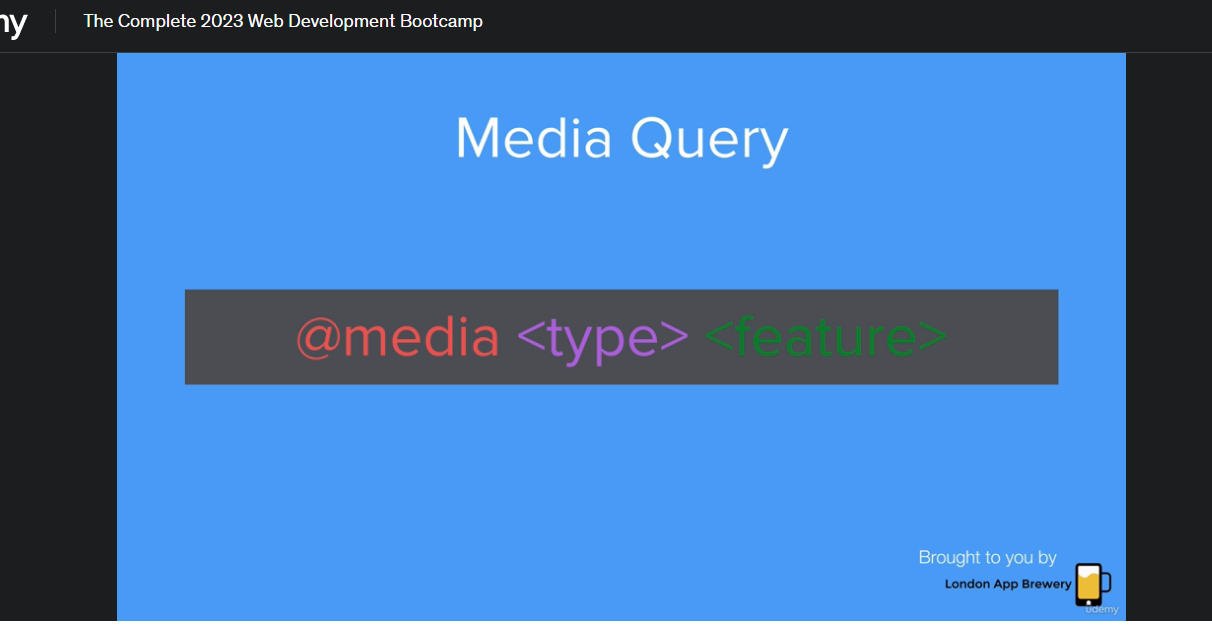 my
The Complete 2023 Web Development Bootcamp
Media Query
@media <type> <feature>
Brought to you by
London App Brewery
udemy